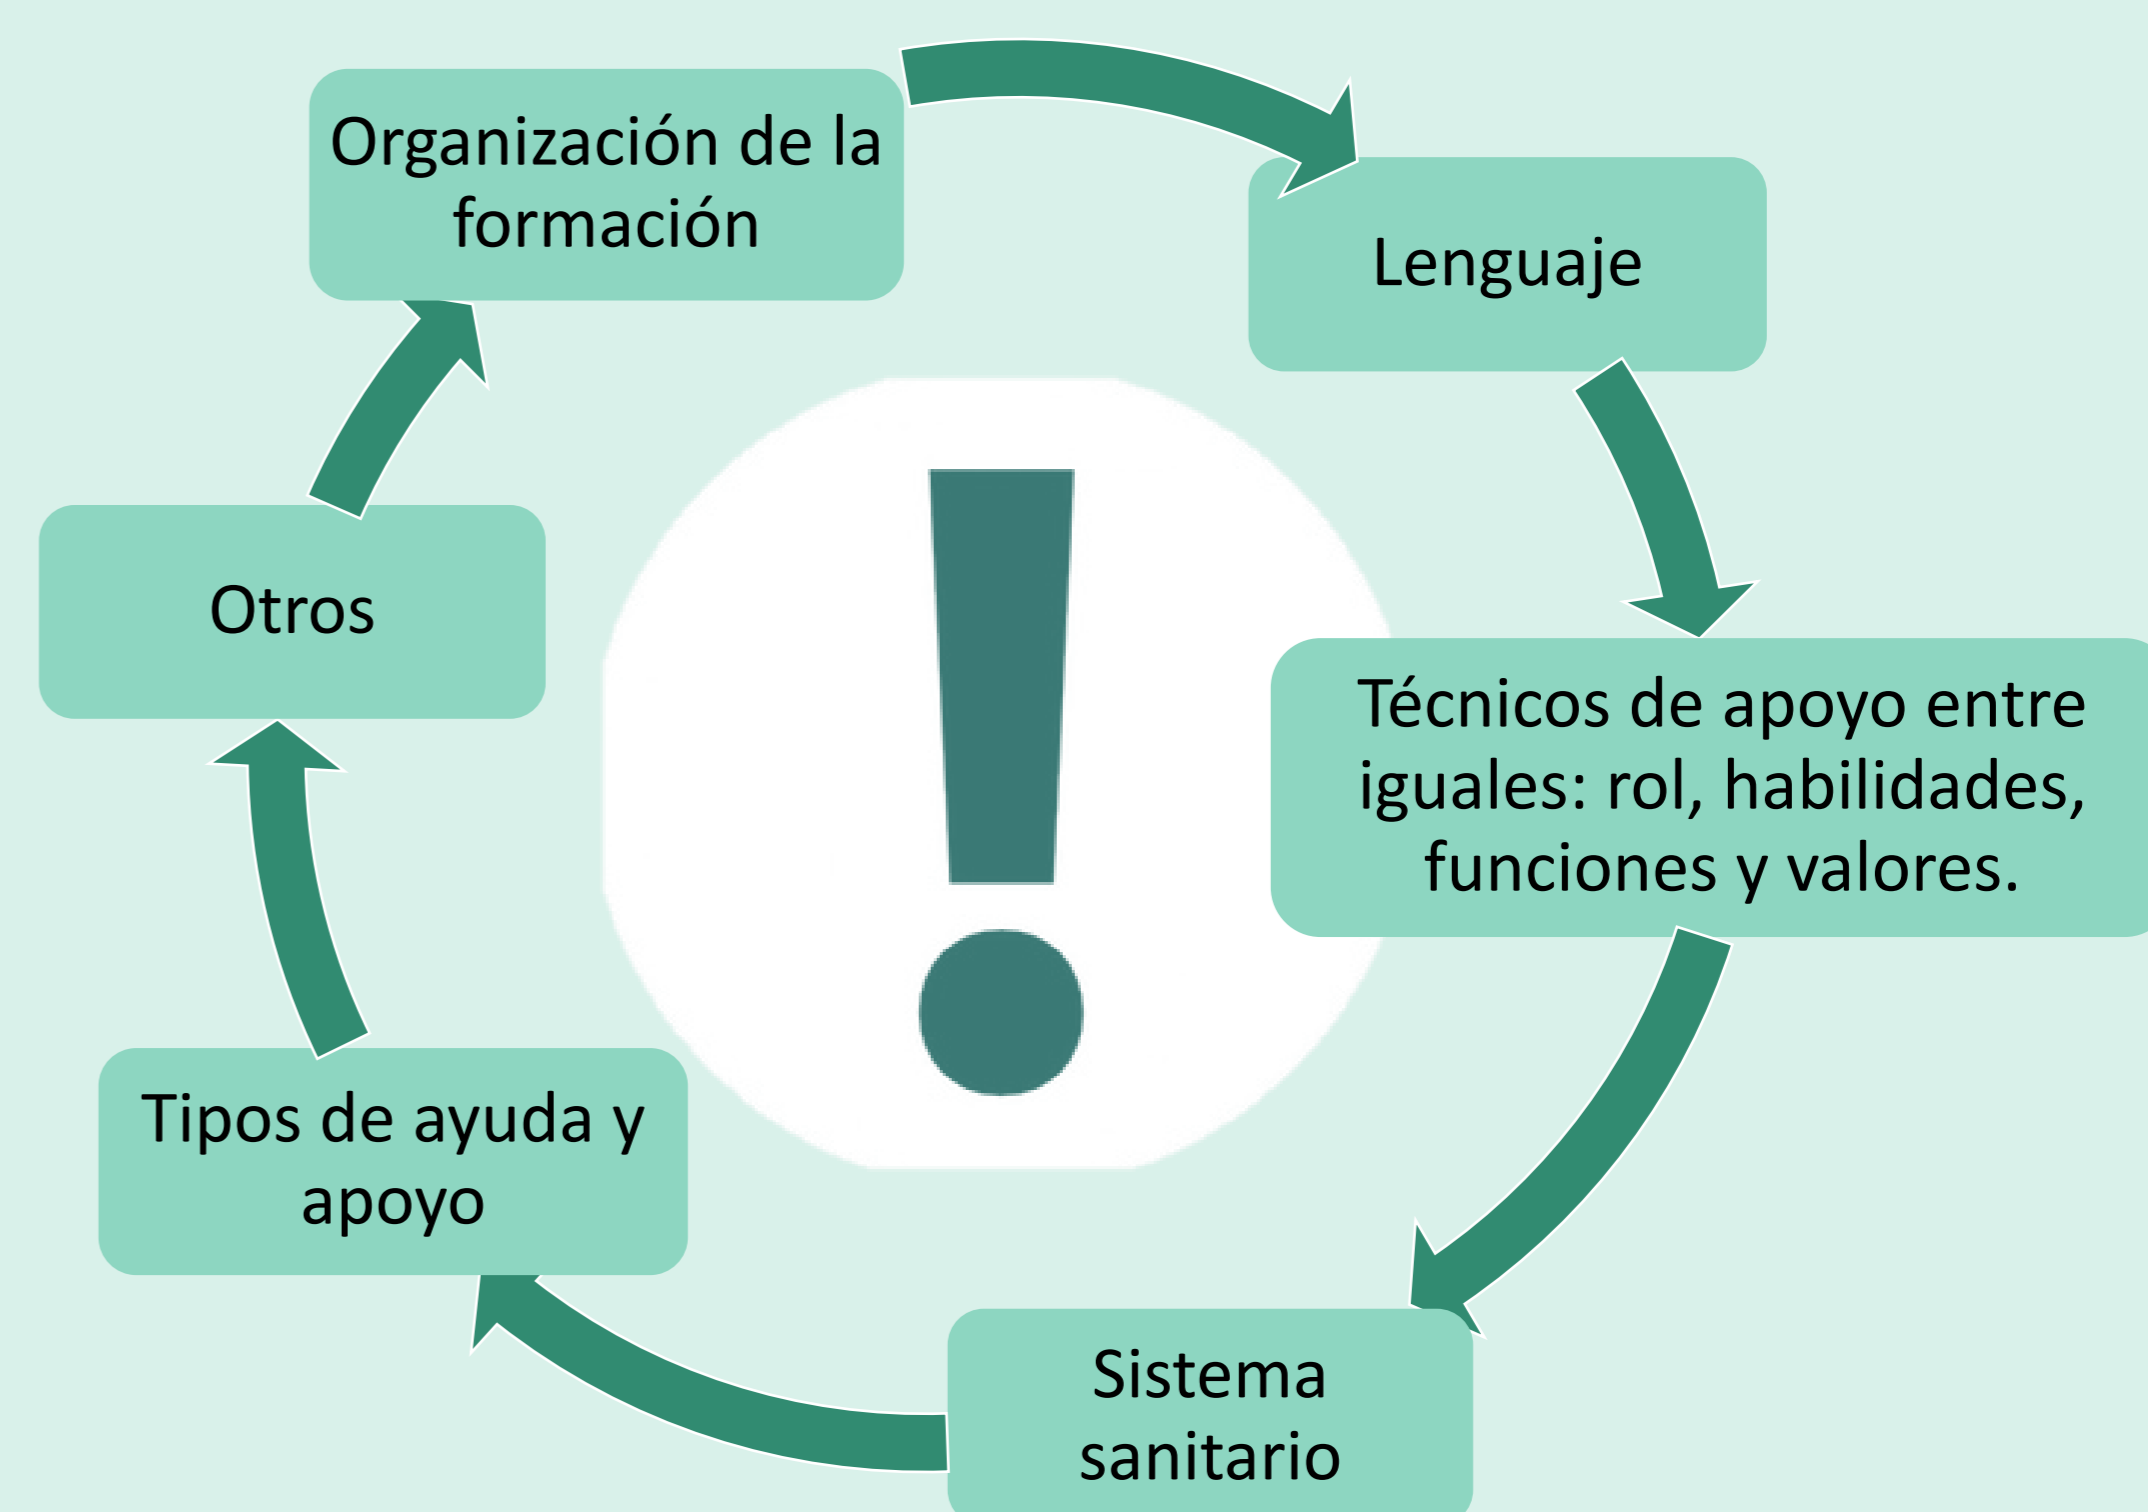 Organización de la
formación
Lenguaje
Técnicos de apoyo entre
iguales: rol, habilidades,
funciones y valores.
Sistema
sanitario
Tipos de ayuda y
apoyo
Otros